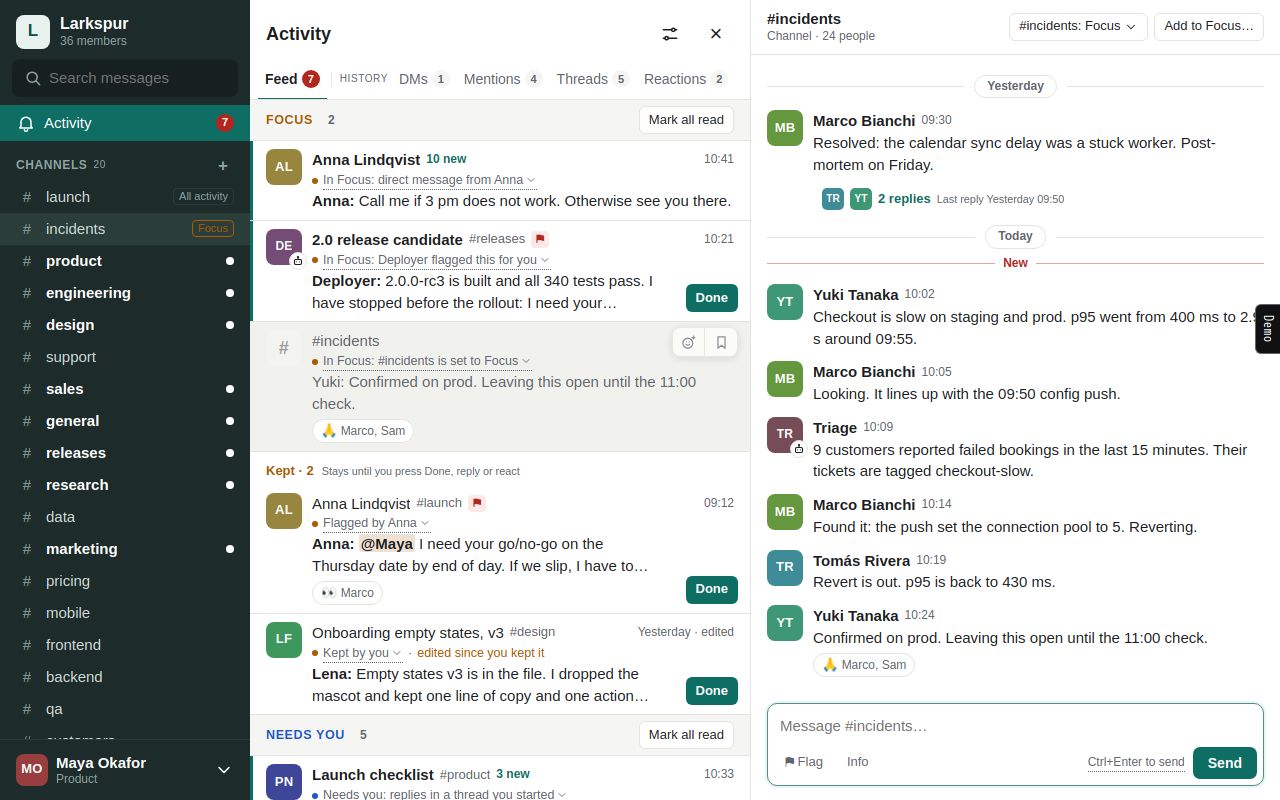 L
Larkspur
36 members
Search messages
Activity
7
CHANNELS 20
+
# launch
All activity
# incidents
Focus
# product
# engineering
# design
# support
# sales
# general
# releases
# research
# data
# marketing
# pricing
# mobile
# frontend
# backend
# qa
# customers
MO
Maya Okafor
Product
Activity
Feed 7
HISTORY
DMs 1
Mentions 4
Threads 5
Reactions 2
FOCUS 2
Mark all read
AL
Anna Lindqvist 10 new
10:41
In Focus: direct message from Anna
Anna: Call me if 3 pm does not work. Otherwise see you there.
DE
2.0 release candidate #releases
10:21
In Focus: Deployer flagged this for you
Deployer: 2.0.0-rc3 is built and all 340 tests pass. I
have stopped before the rollout: I need your…
Done
#
#incidents
In Focus: #incidents is set to Focus
Yuki: Confirmed on prod. Leaving this open until the 11:00
check.
🙏 Marco, Sam
Kept · 2 Stays until you press Done, reply or react
AL
Anna Lindqvist #launch
09:12
Flagged by Anna
Anna: @Maya I need your go/no-go on the
Thursday date by end of day. If we slip, I have to…
👀 Marco
Done
LF
Onboarding empty states, v3 #design
Yesterday · edited
Kept by you · edited since you kept it
Lena: Empty states v3 is in the file. I dropped the
mascot and kept one line of copy and one action…
Done
NEEDS YOU 5
Mark all read
PN
Launch checklist #product 3 new
10:33
Needs you: replies in a thread you started
#incidents
Channel · 24 people
#incidents: Focus
Add to Focus…
Yesterday
MB
Marco Bianchi 09:30
Resolved: the calendar sync delay was a stuck worker. Post-
mortem on Friday.
TR YT 2 replies Last reply Yesterday 09:50
Today
New
YT
Yuki Tanaka 10:02
Checkout is slow on staging and prod. p95 went from 400 ms to 2.9
s around 09:55.
Demo
MB
Marco Bianchi 10:05
Looking. It lines up with the 09:50 config push.
TR
Triage 10:09
9 customers reported failed bookings in the last 15 minutes. Their
tickets are tagged checkout-slow.
MB
Marco Bianchi 10:14
Found it: the push set the connection pool to 5. Reverting.
TR
Tomás Rivera 10:19
Revert is out. p95 is back to 430 ms.
YT
Yuki Tanaka 10:24
Confirmed on prod. Leaving this open until the 11:00 check.
🙏 Marco, Sam
Message #incidents…
Flag
Info
Ctrl+Enter to send
Send